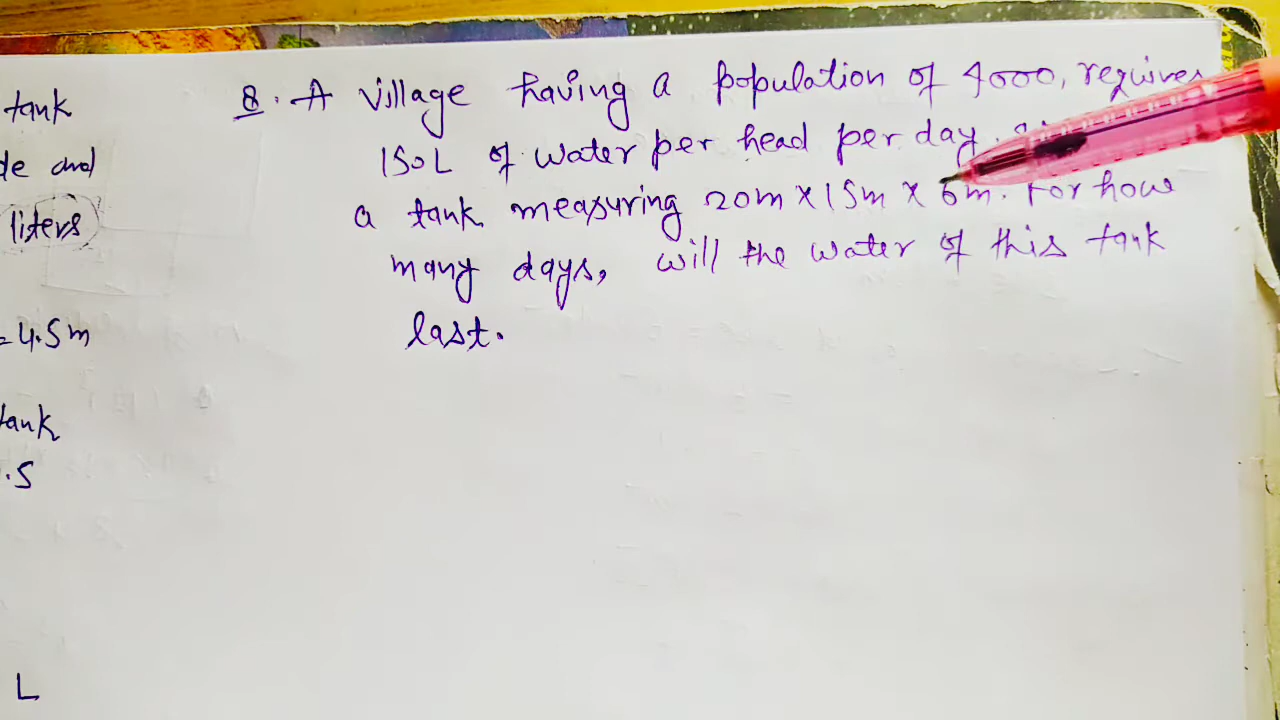 tank
de and
liters
= 4.5m
tank
.5
L
8. A village having a population of 4000, requires
150L of water per head per day.
a tank measuring 20m × 15m × 6m. For how
many days, will the water of this tank
last.